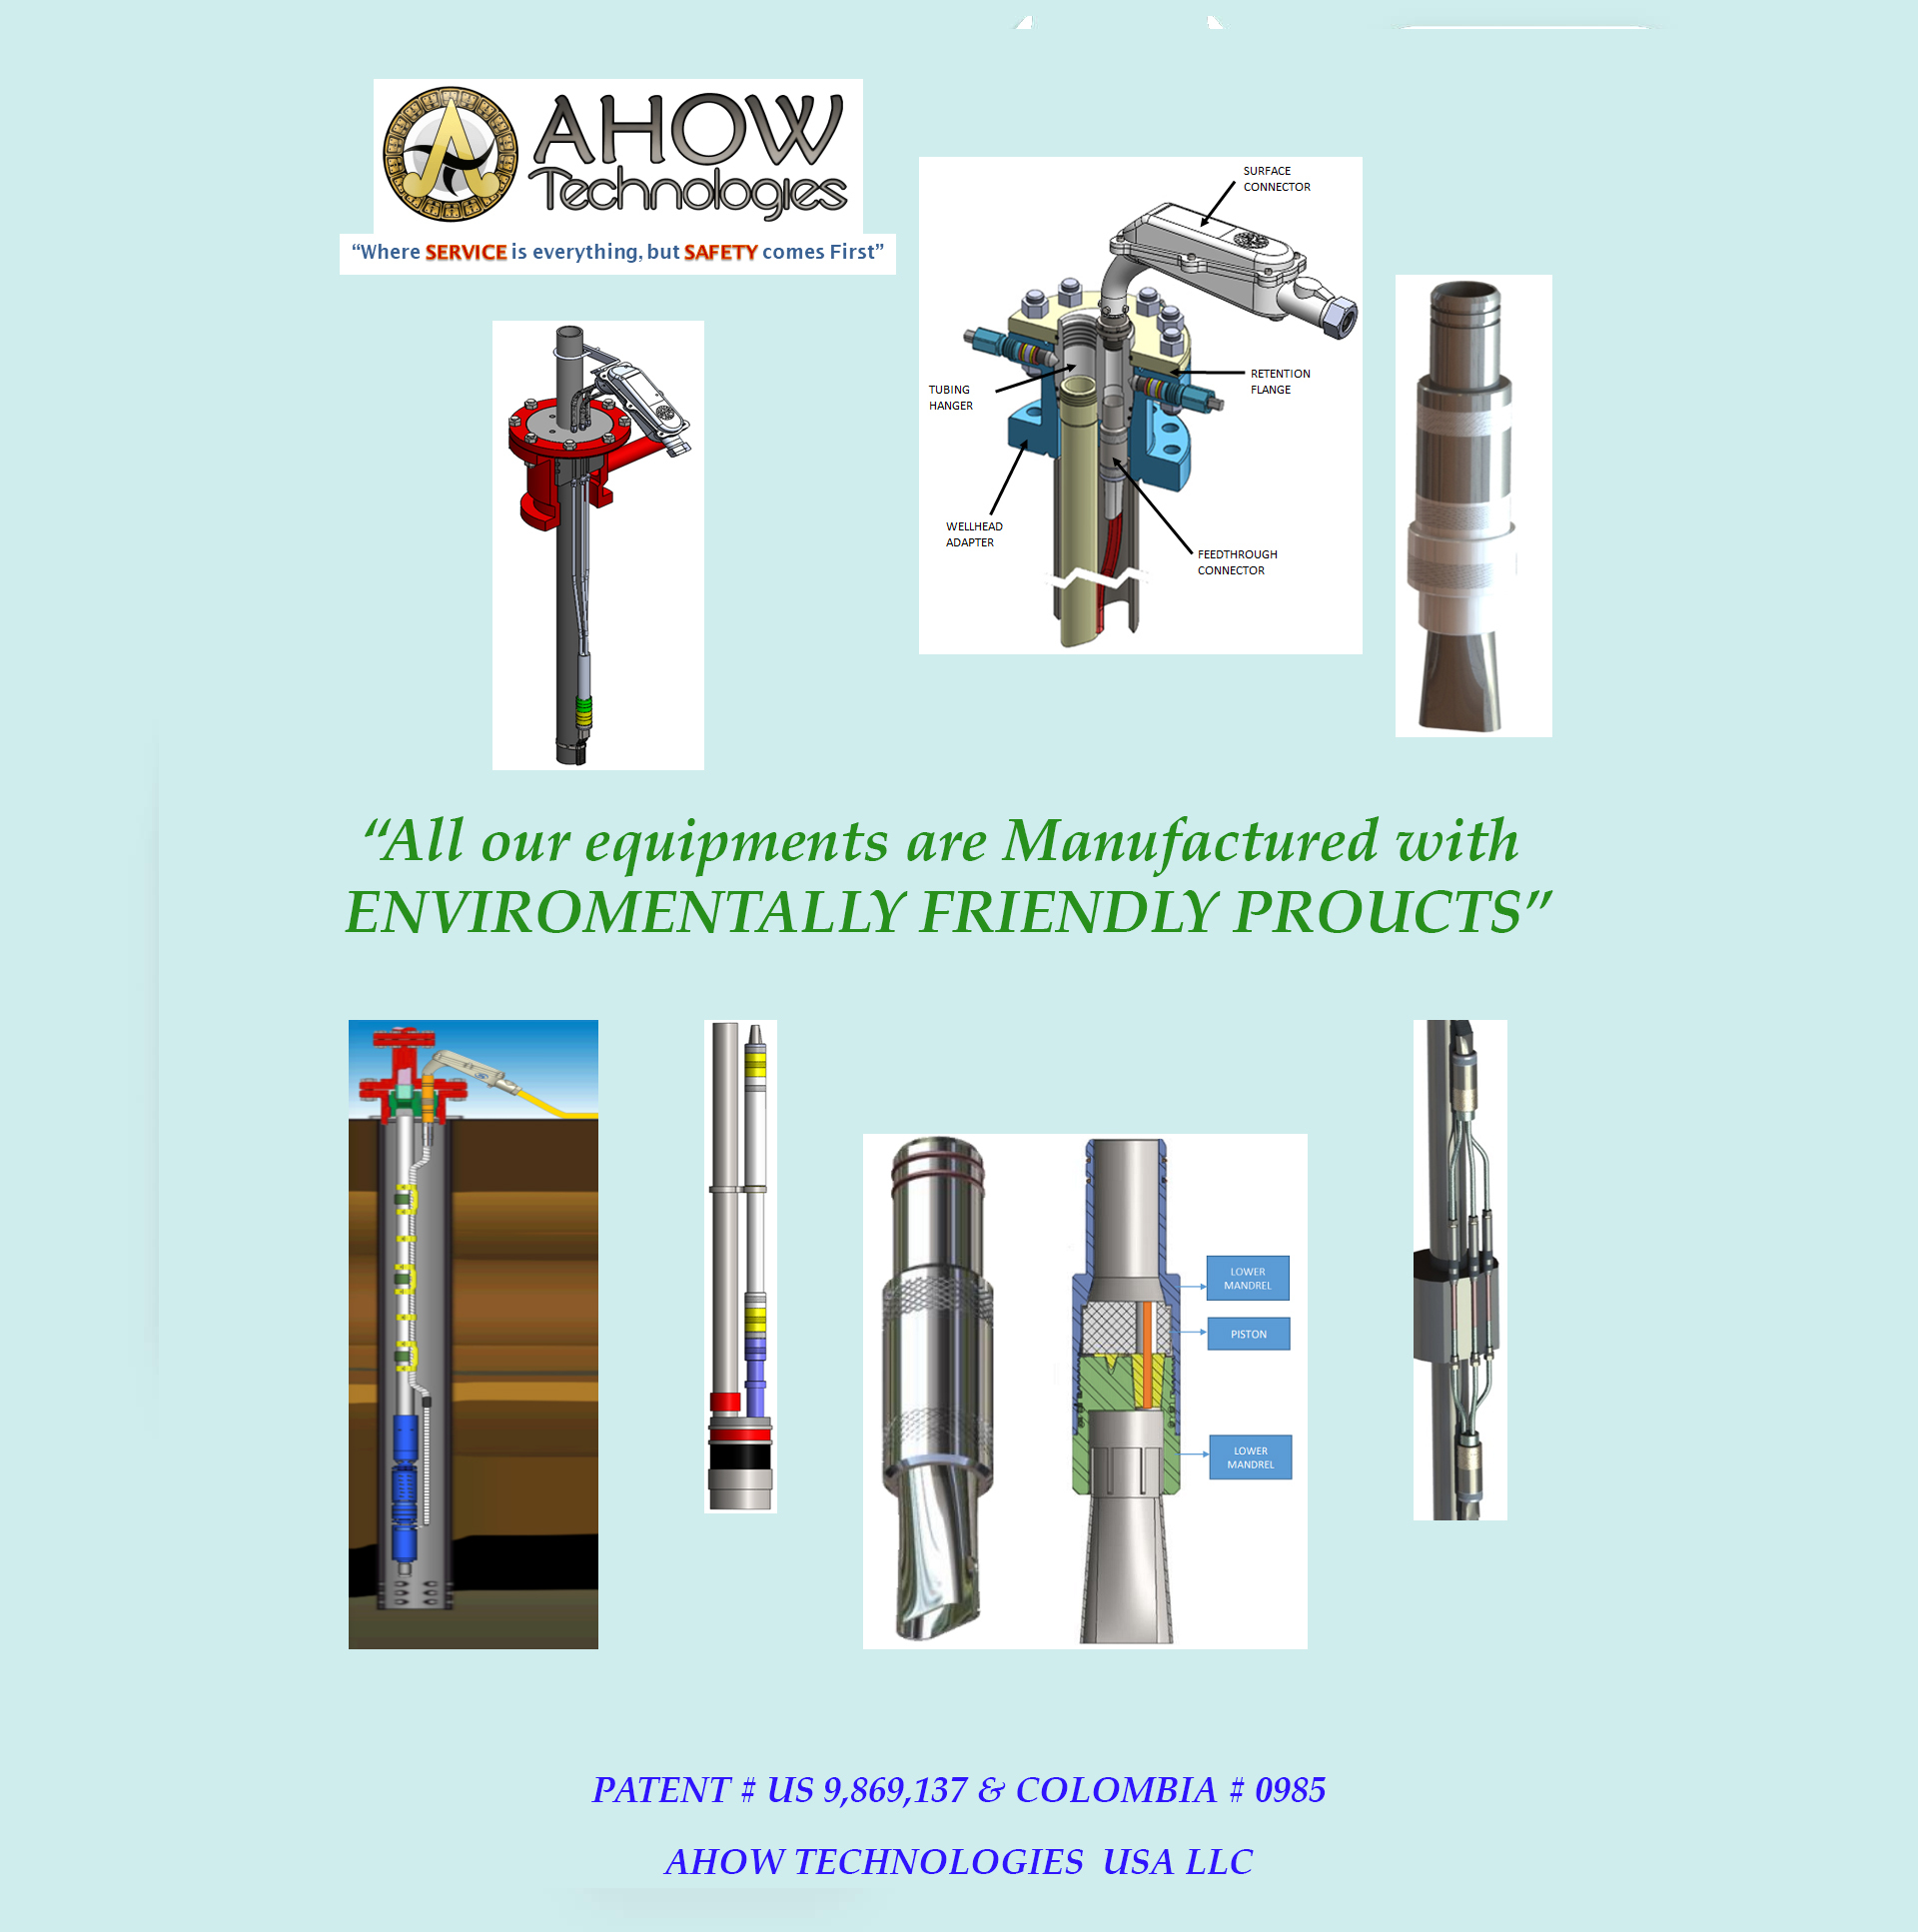 AHOW
Technologies
“Where SERVICE is everything, but SAFETY comes First”
SURFACE
CONNECTOR
TUBING
HANGER
RETENTION
FLANGE
WELLHEAD
ADAPTER
FEEDTHROUGH
CONNECTOR
“All our equipments are Manufactured with
ENVIROMENTALLY FRIENDLY PROUCTS”
LOWER
MANDREL
PISTON
LOWER
MANDREL
PATENT # US 9,869,137 & COLOMBIA # 0985
AHOW TECHNOLOGIES USA LLC